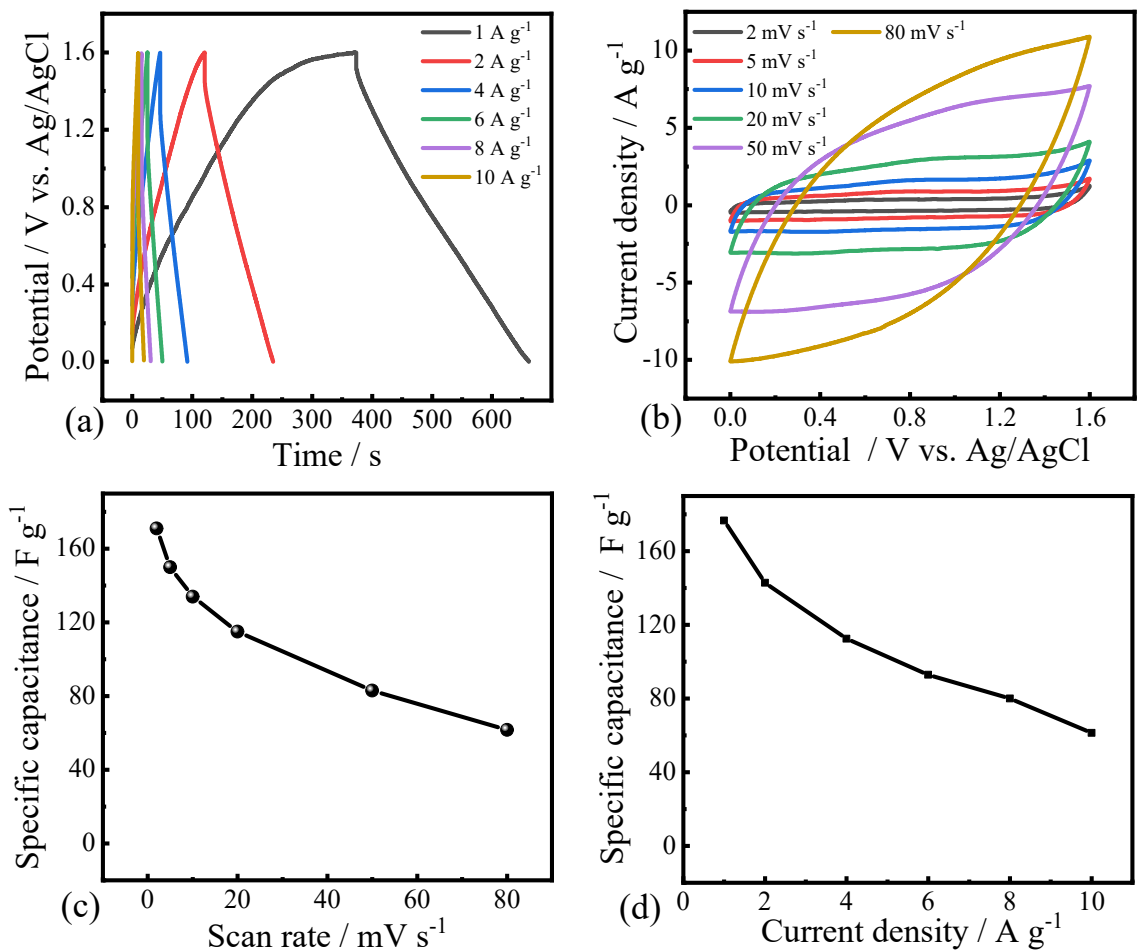 Potential / V vs. Ag/AgCl
1.6
1.2
0.8
0.4
0.0
1 A g⁻¹
2 A g⁻¹
4 A g⁻¹
6 A g⁻¹
8 A g⁻¹
10 A g⁻¹
0 100 200 300 400 500 600
Time / s
(a)
Current density / A g⁻¹
10
5
0
-5
-10
2 mV s⁻¹ 80 mV s⁻¹
5 mV s⁻¹
10 mV s⁻¹
20 mV s⁻¹
50 mV s⁻¹
0.0 0.4 0.8 1.2 1.6
Potential / V vs. Ag/AgCl
(b)
Specific capacitance / F g⁻¹
160
120
80
40
0
0 20 40 60 80
Scan rate / mV s⁻¹
(c)
Specific capacitance / F g⁻¹
160
120
80
40
0
0 2 4 6 8 10
Current density / A g⁻¹
(d)